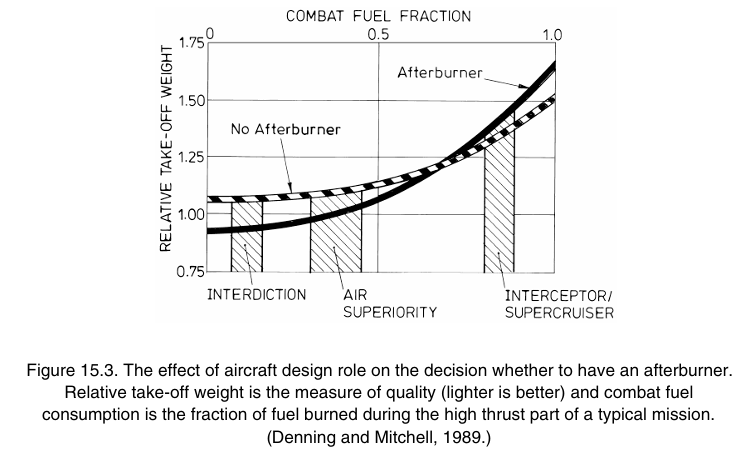 COMBAT FUEL FRACTION
0 0.5 1.0
1.75
1.50
1.25
1.00
0.75
RELATIVE TAKE-OFF WEIGHT
Afterburner
No Afterburner
INTERDICTION
AIR
SUPERIORITY
INTERCEPTOR/
SUPERCRUISER
Figure 15.3. The effect of aircraft design role on the decision whether to have an afterburner.
Relative take-off weight is the measure of quality (lighter is better) and combat fuel
consumption is the fraction of fuel burned during the high thrust part of a typical mission.
(Denning and Mitchell, 1989.)